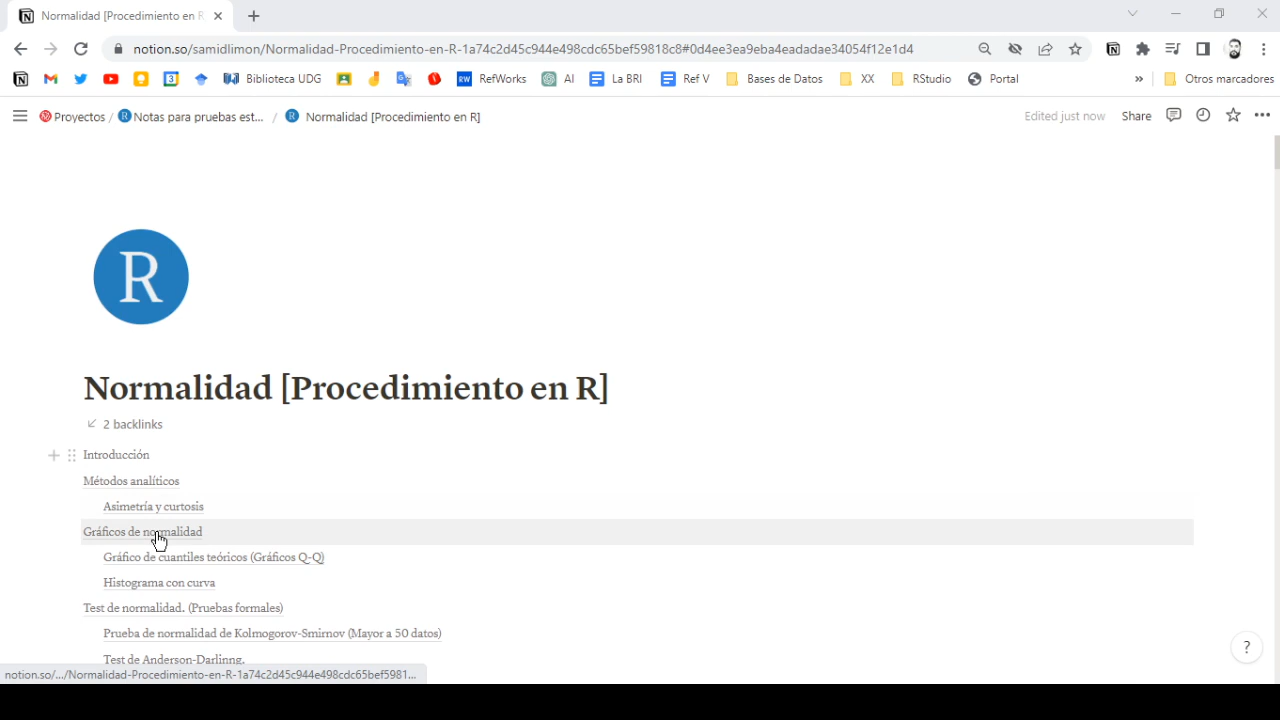 Normalidad [Procedimiento en R
notion.so/samidlimon/Normalidad-Procedimiento-en-R-1a74c2d45c944e498cdc65bef59818c8#0d4ee3ea9eba4eadadae34054f12e1d4
3 Biblioteca UDG RW RefWorks AI La BRI Ref V Bases de Datos XX RStudio Portal » Otros marcadores
Proyectos / R Notas para pruebas est... / R Normalidad [Procedimiento en R] Edited just now Share
R
Normalidad [Procedimiento en R]
2 backlinks
Introducción
Métodos analíticos
Asimetría y curtosis
Gráficos de normalidad
Gráfico de cuantiles teóricos (Gráficos Q-Q)
Histograma con curva
Test de normalidad. (Pruebas formales)
Prueba de normalidad de Kolmogorov-Smirnov (Mayor a 50 datos)
Test de Anderson-Darlinng.
?
notion.so/.../Normalidad-Procedimiento-en-R-1a74c2d45c944e498cdc65bef5981...